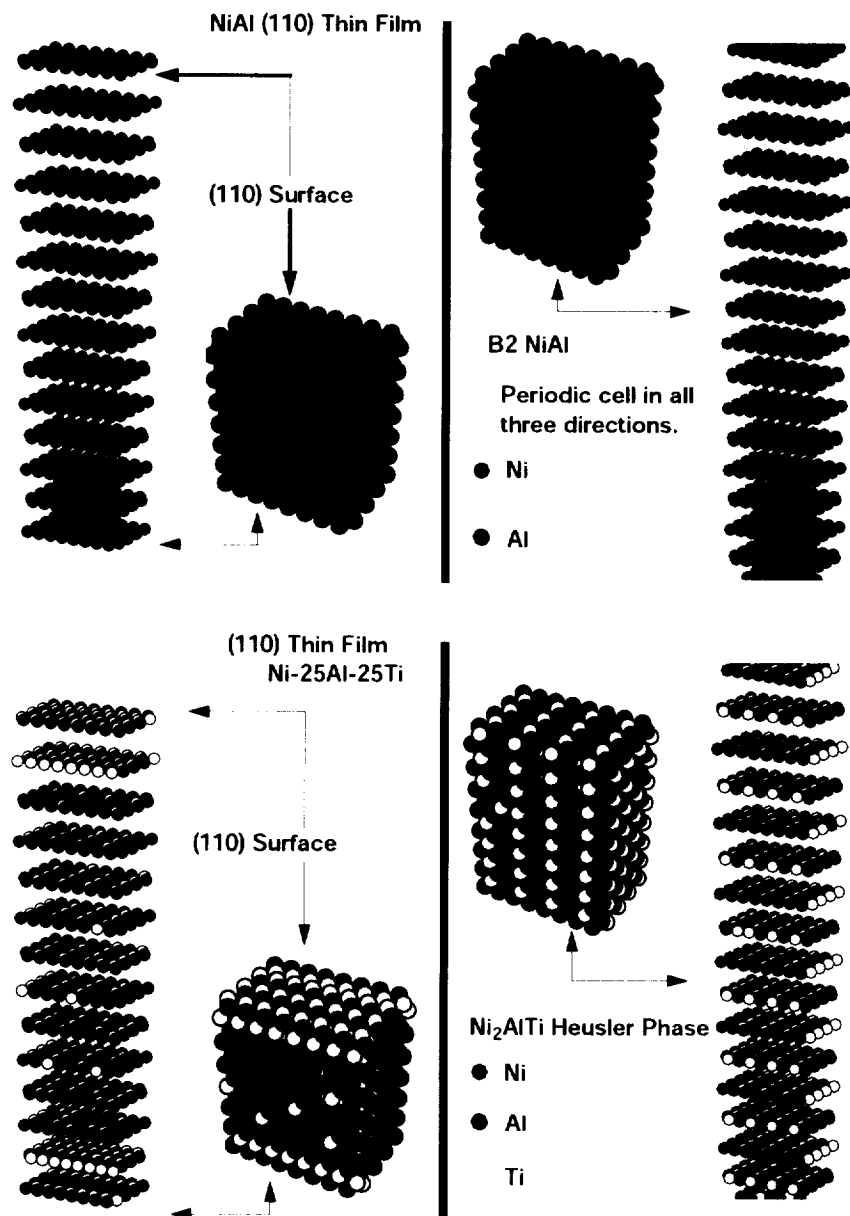 NiAl (110) Thin Film
(110) Surface
B2 NiAl
Periodic cell in all
three directions.
Ni
Al
(110) Thin Film
Ni-25Al-25Ti
(110) Surface
Ni₂AlTi Heusler Phase
Ni
Al
Ti